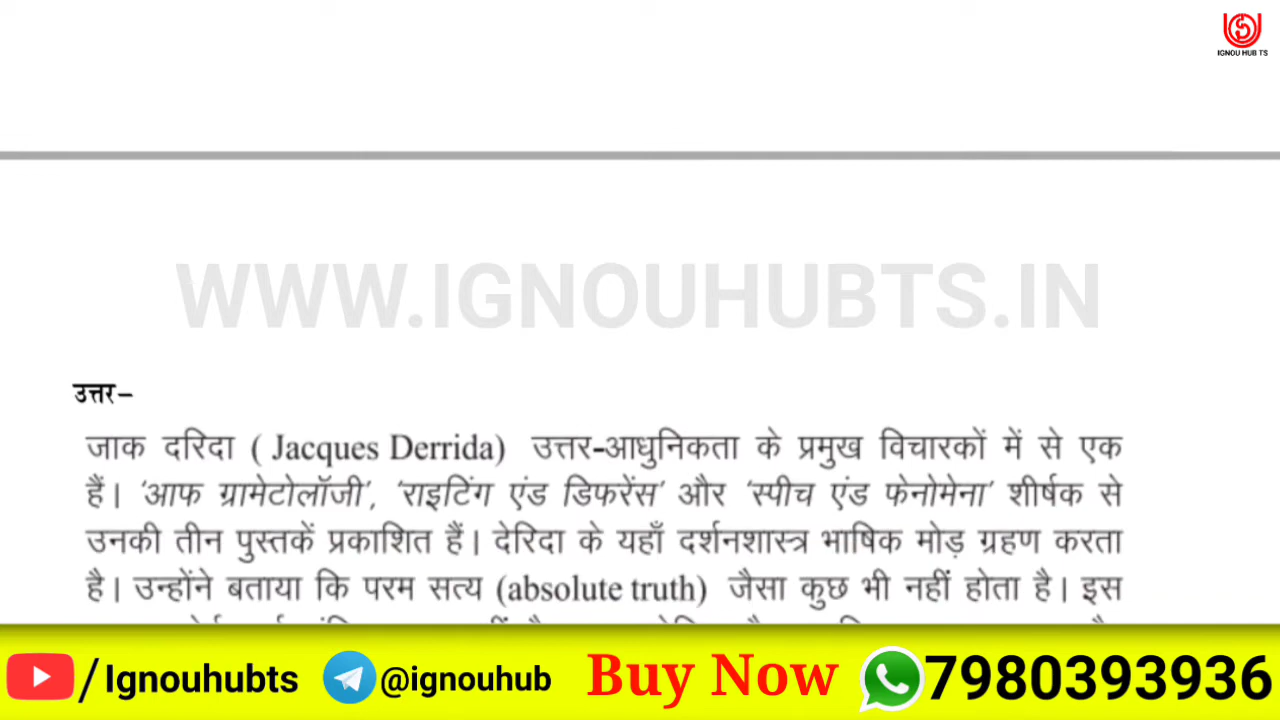 IGNOU HUB TS
WWW.IGNOUHUBTS.IN
उत्तर–
जाक दरिदा ( Jacques Derrida) उत्तर-आधुनिकता के प्रमुख विचारकों में से एक
हैं। ‘आफ ग्रामेटोलॉजी’, ‘राइटिंग एंड डिफरेंस’ और ‘स्पीच एंड फेनोमेना’ शीर्षक से
उनकी तीन पुस्तकें प्रकाशित हैं। देरिदा के यहाँ दर्शनशास्त्र भाषिक मोड़ ग्रहण करता
है। उन्होंने बताया कि परम सत्य (absolute truth) जैसा कुछ भी नहीं होता है। इस
/Ignouhubts @ignouhub Buy Now 7980393936